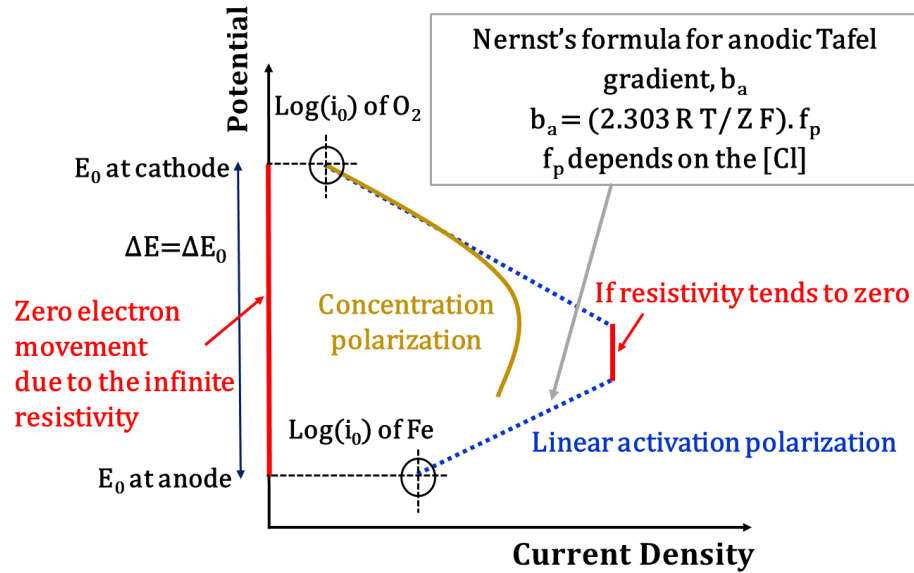 Nernst's formula for anodic Tafel
gradient, bₐ
bₐ = (2.303 R T/ Z F). fₚ
fₚ depends on the [Cl]
Potential
Log(i₀) of O₂
E₀ at cathode
ΔE=ΔE₀
Zero electron
movement
due to the infinite
resistivity
Concentration
polarization
If resistivity tends to zero
Log(i₀) of Fe
Linear activation polarization
E₀ at anode
Current Density